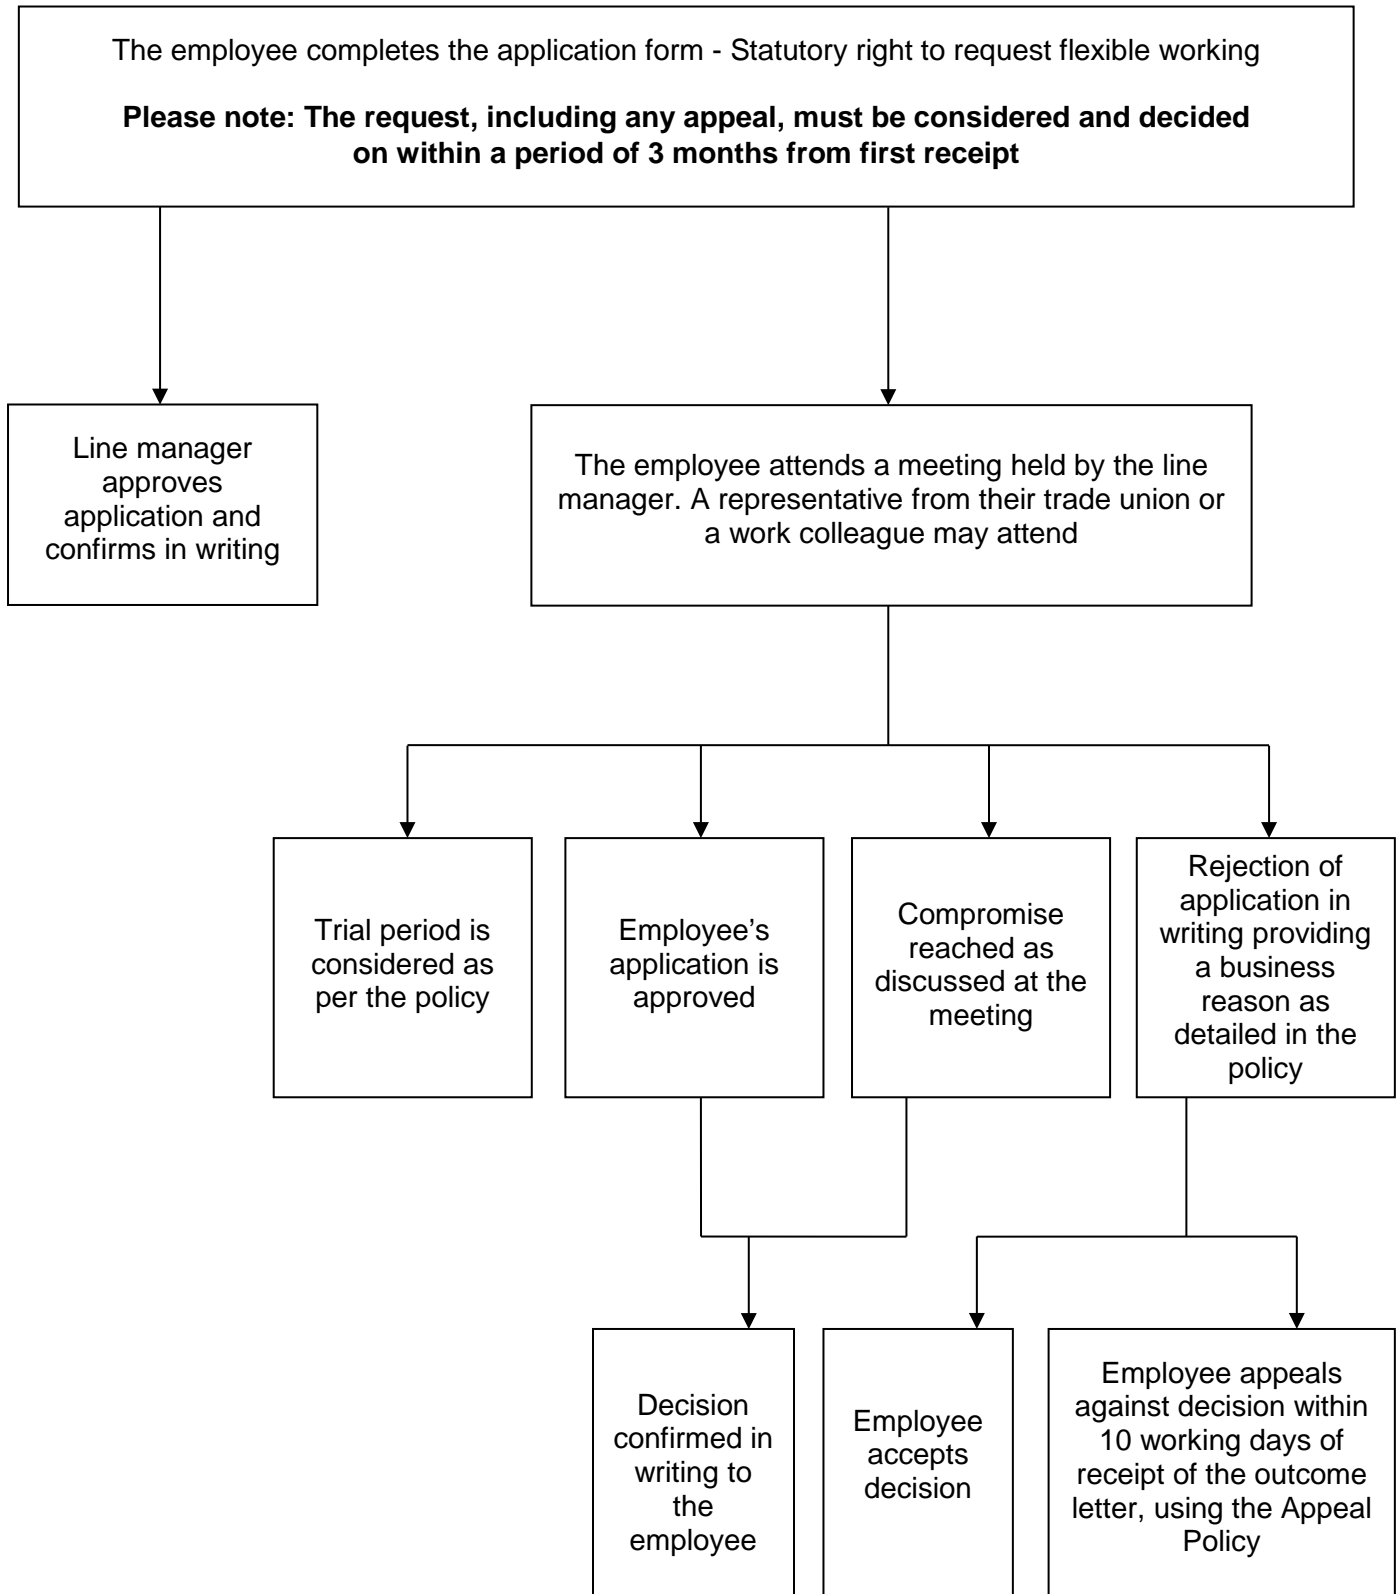 The employee completes the application form - Statutory right to request flexible working
Please note: The request, including any appeal, must be considered and decided
on within a period of 3 months from first receipt
Line manager
approves
application and
confirms in writing
The employee attends a meeting held by the line
manager. A representative from their trade union or
a work colleague may attend
Trial period is
considered as
per the policy
Employee’s
application is
approved
Compromise
reached as
discussed at the
meeting
Rejection of
application in
writing providing
a business
reason as
detailed in the
policy
Decision
confirmed in
writing to
the
employee
Employee
accepts
decision
Employee appeals
against decision within
10 working days of
receipt of the outcome
letter, using the Appeal
Policy